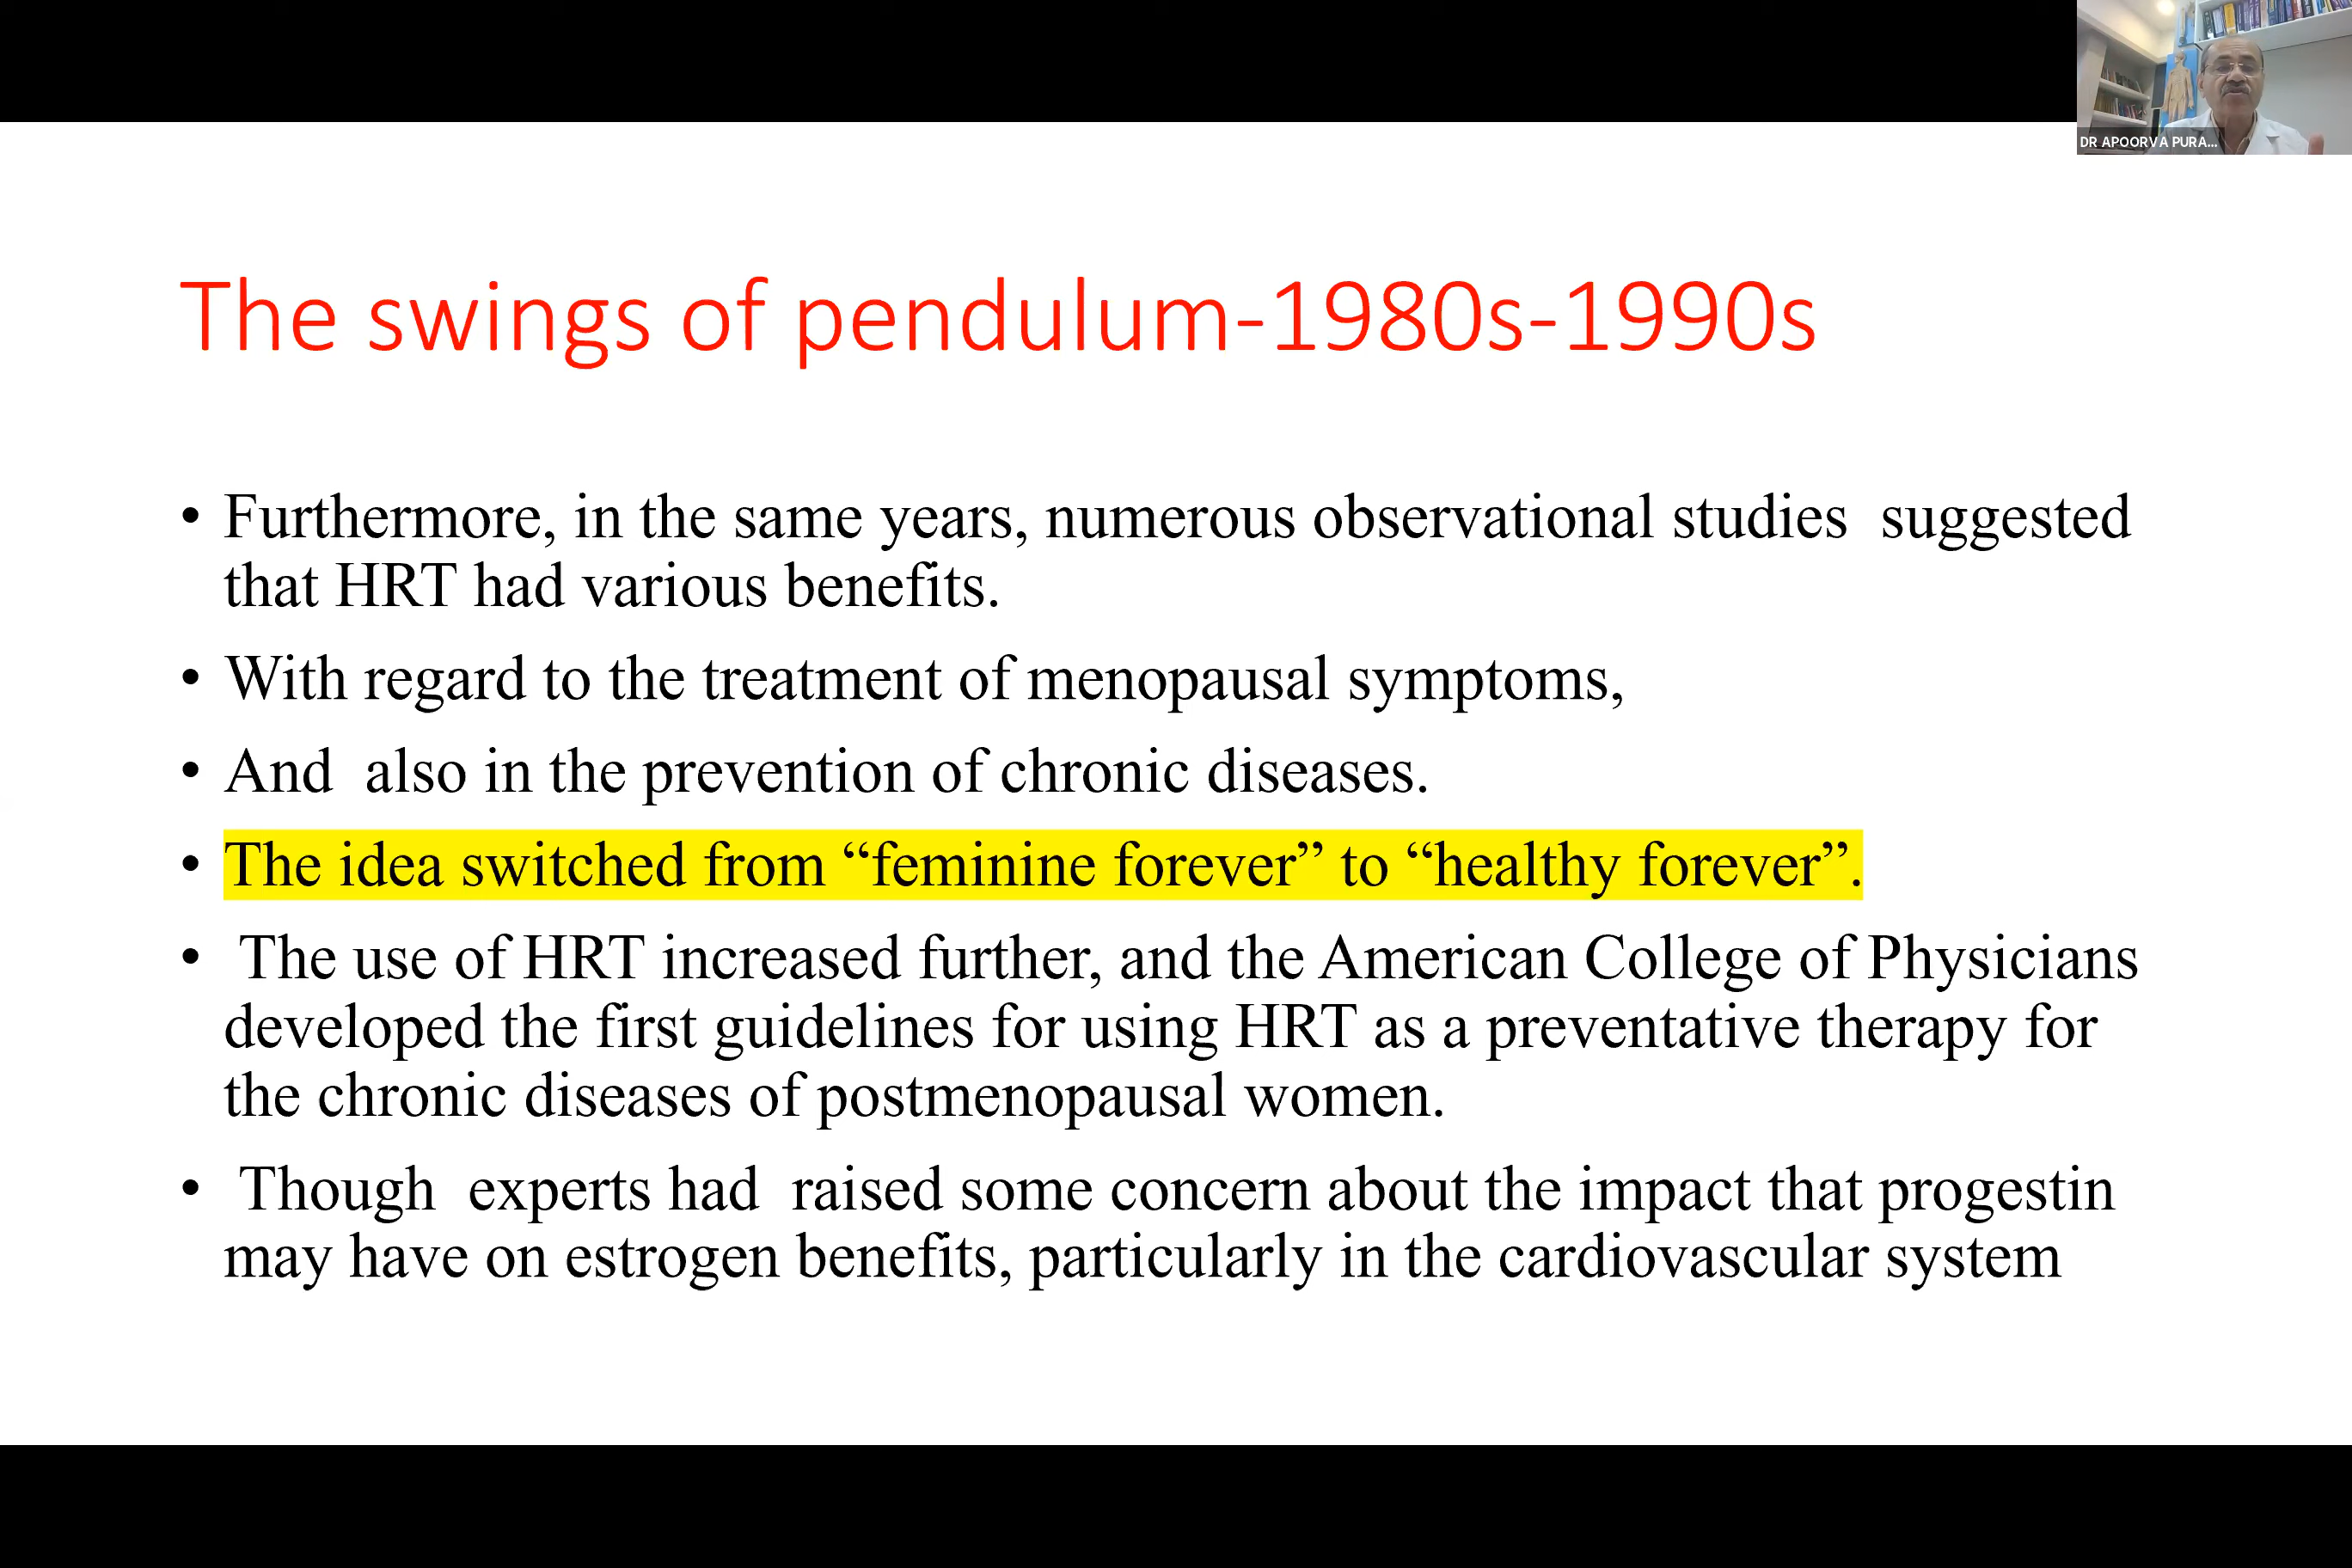 DR APOORVA PURA...
The swings of pendulum-1980s-1990s
• Furthermore, in the same years, numerous observational studies  suggested
that HRT had various benefits.
• With regard to the treatment of menopausal symptoms,
• And  also in the prevention of chronic diseases.
• The idea switched from “feminine forever” to “healthy forever”.
•  The use of HRT increased further, and the American College of Physicians
developed the first guidelines for using HRT as a preventative therapy for
the chronic diseases of postmenopausal women.
•  Though  experts had  raised some concern about the impact that progestin
may have on estrogen benefits, particularly in the cardiovascular system